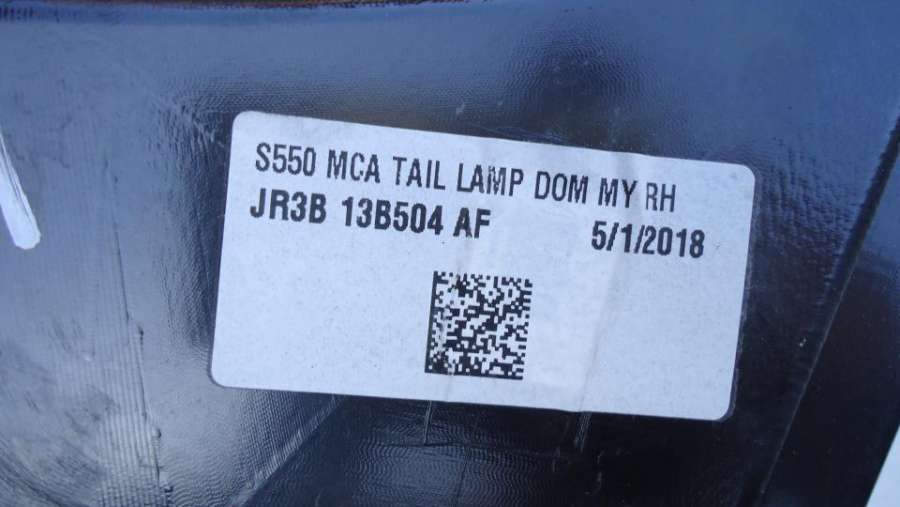 S550 MCA TAIL LAMP DOM MY RH
JR3B 13B504 AF 5/1/2018